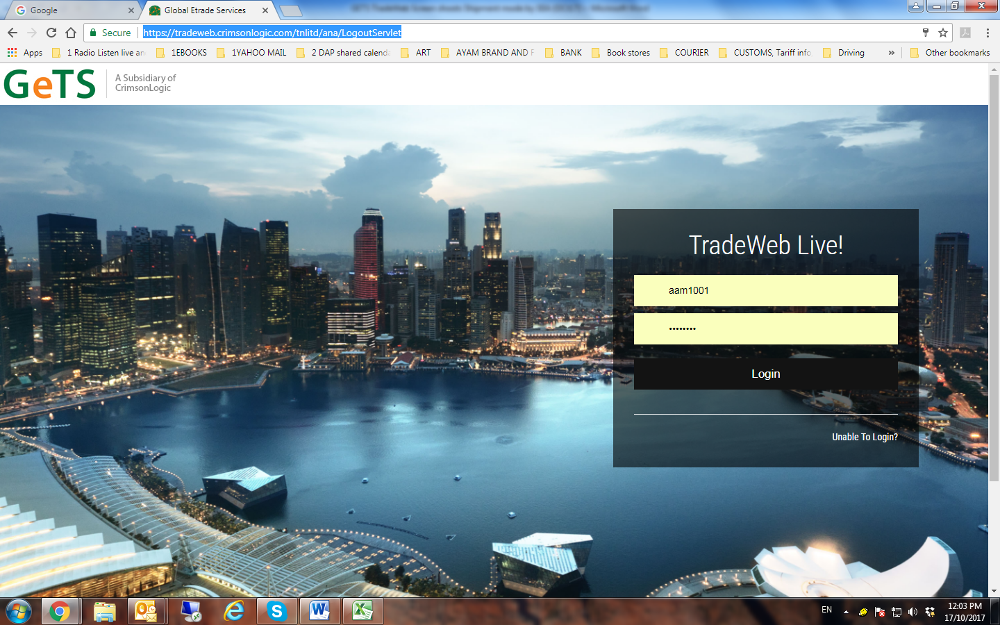 Google
Global Etrade Services
Secure
https://tradeweb.crimsonlogic.com/tnlitd/ana/LogoutServlet
Apps
1 Radio Listen live an
1EBOOKS
1YAHOO MAIL
2 DAP shared calenda
ART
AYAM BRAND AND F
BANK
Book stores
COURIER
CUSTOMS, Tariff info
Driving
»
Other bookmarks
GeTS
A Subsidiary of
CrimsonLogic
TradeWeb Live!
aam1001
••••••••
Login
Unable To Login?
EN
12:03 PM
17/10/2017